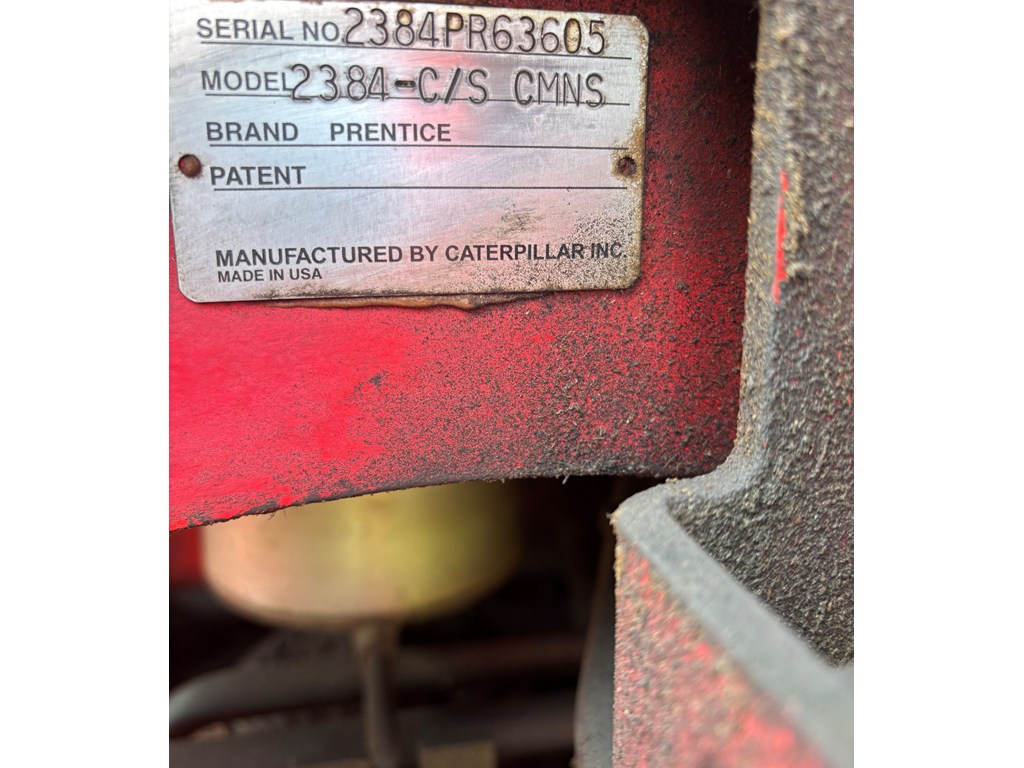 SERIAL NO. 2384PR63605
MODEL 2384-C/S CMNS
BRAND PRENTICE
PATENT
MANUFACTURED BY CATERPILLAR INC.
MADE IN USA